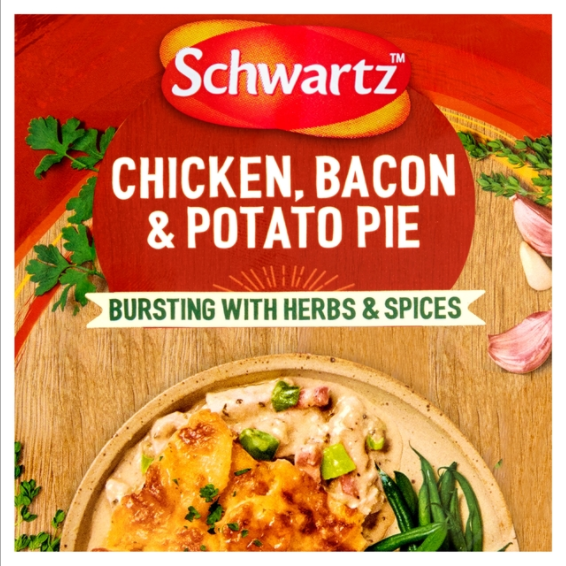 Schwartz™
CHICKEN, BACON
& POTATO PIE
BURSTING WITH HERBS & SPICES